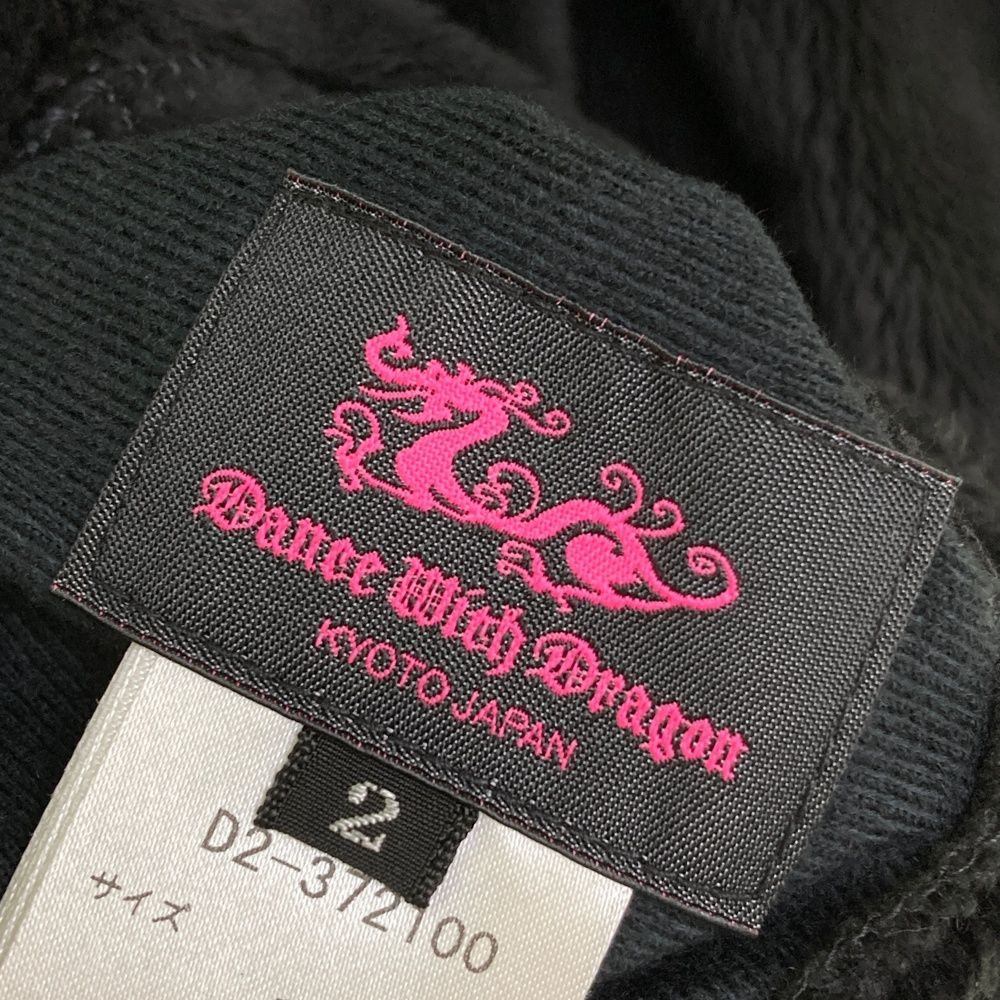 Dance With Dragon
KYOTO JAPAN
2
D2-372100
サイズ